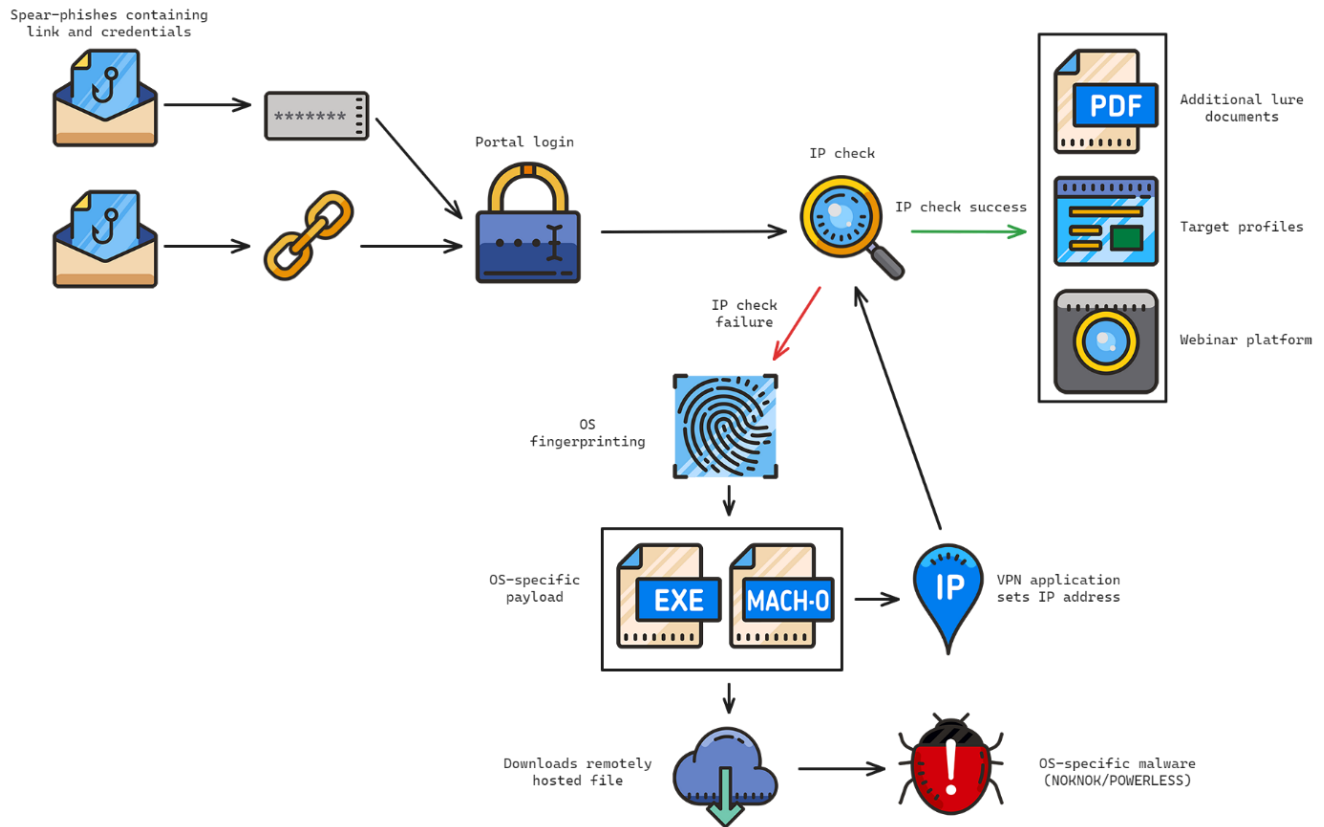 Spear-phishes containing
link and credentials
*******
Portal login
IP check
IP check success
PDF
Additional lure
documents
Target profiles
Webinar platform
IP check
failure
OS
fingerprinting
OS-specific
payload
EXE
MACH-O
IP
VPN application
sets IP address
Downloads remotely
hosted file
!
OS-specific malware
(NOKNOK/POWERLESS)